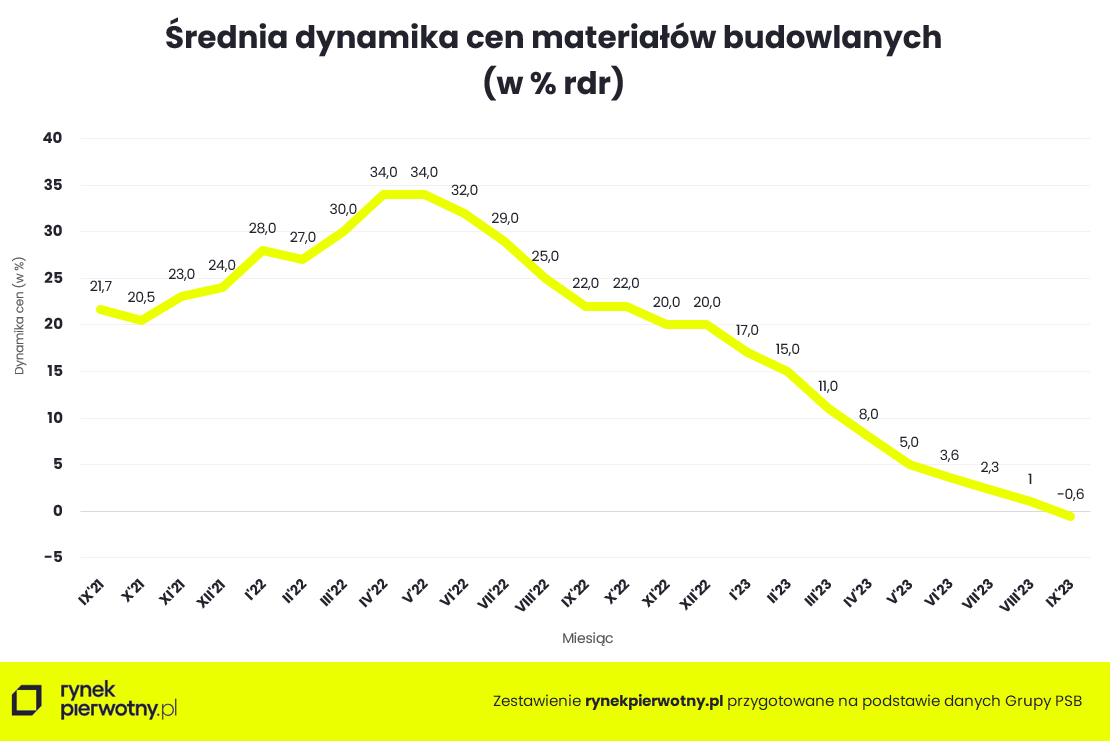 Średnia dynamika cen materiałów budowlanych
(w % rdr)
40
35
30
25
20
15
10
5
0
−5
Dynamika cen (w %)
21,7
20,5
23,0
24,0
28,0
27,0
30,0
34,0
34,0
32,0
29,0
25,0
22,0
22,0
20,0
20,0
17,0
15,0
11,0
8,0
5,0
3,6
2,3
1
−0,6
IX'21
X'21
XI'21
XII'21
I'22
II'22
III'22
IV'22
V'22
VI'22
VII'22
VIII'22
IX'22
X'22
XI'22
XII'22
I'23
II'23
III'23
IV'23
V'23
VI'23
VII'23
VIII'23
IX'23
Miesiąc
rynek
pierwotny.pl
Zestawienie rynekpierwotny.pl przygotowane na podstawie danych Grupy PSB